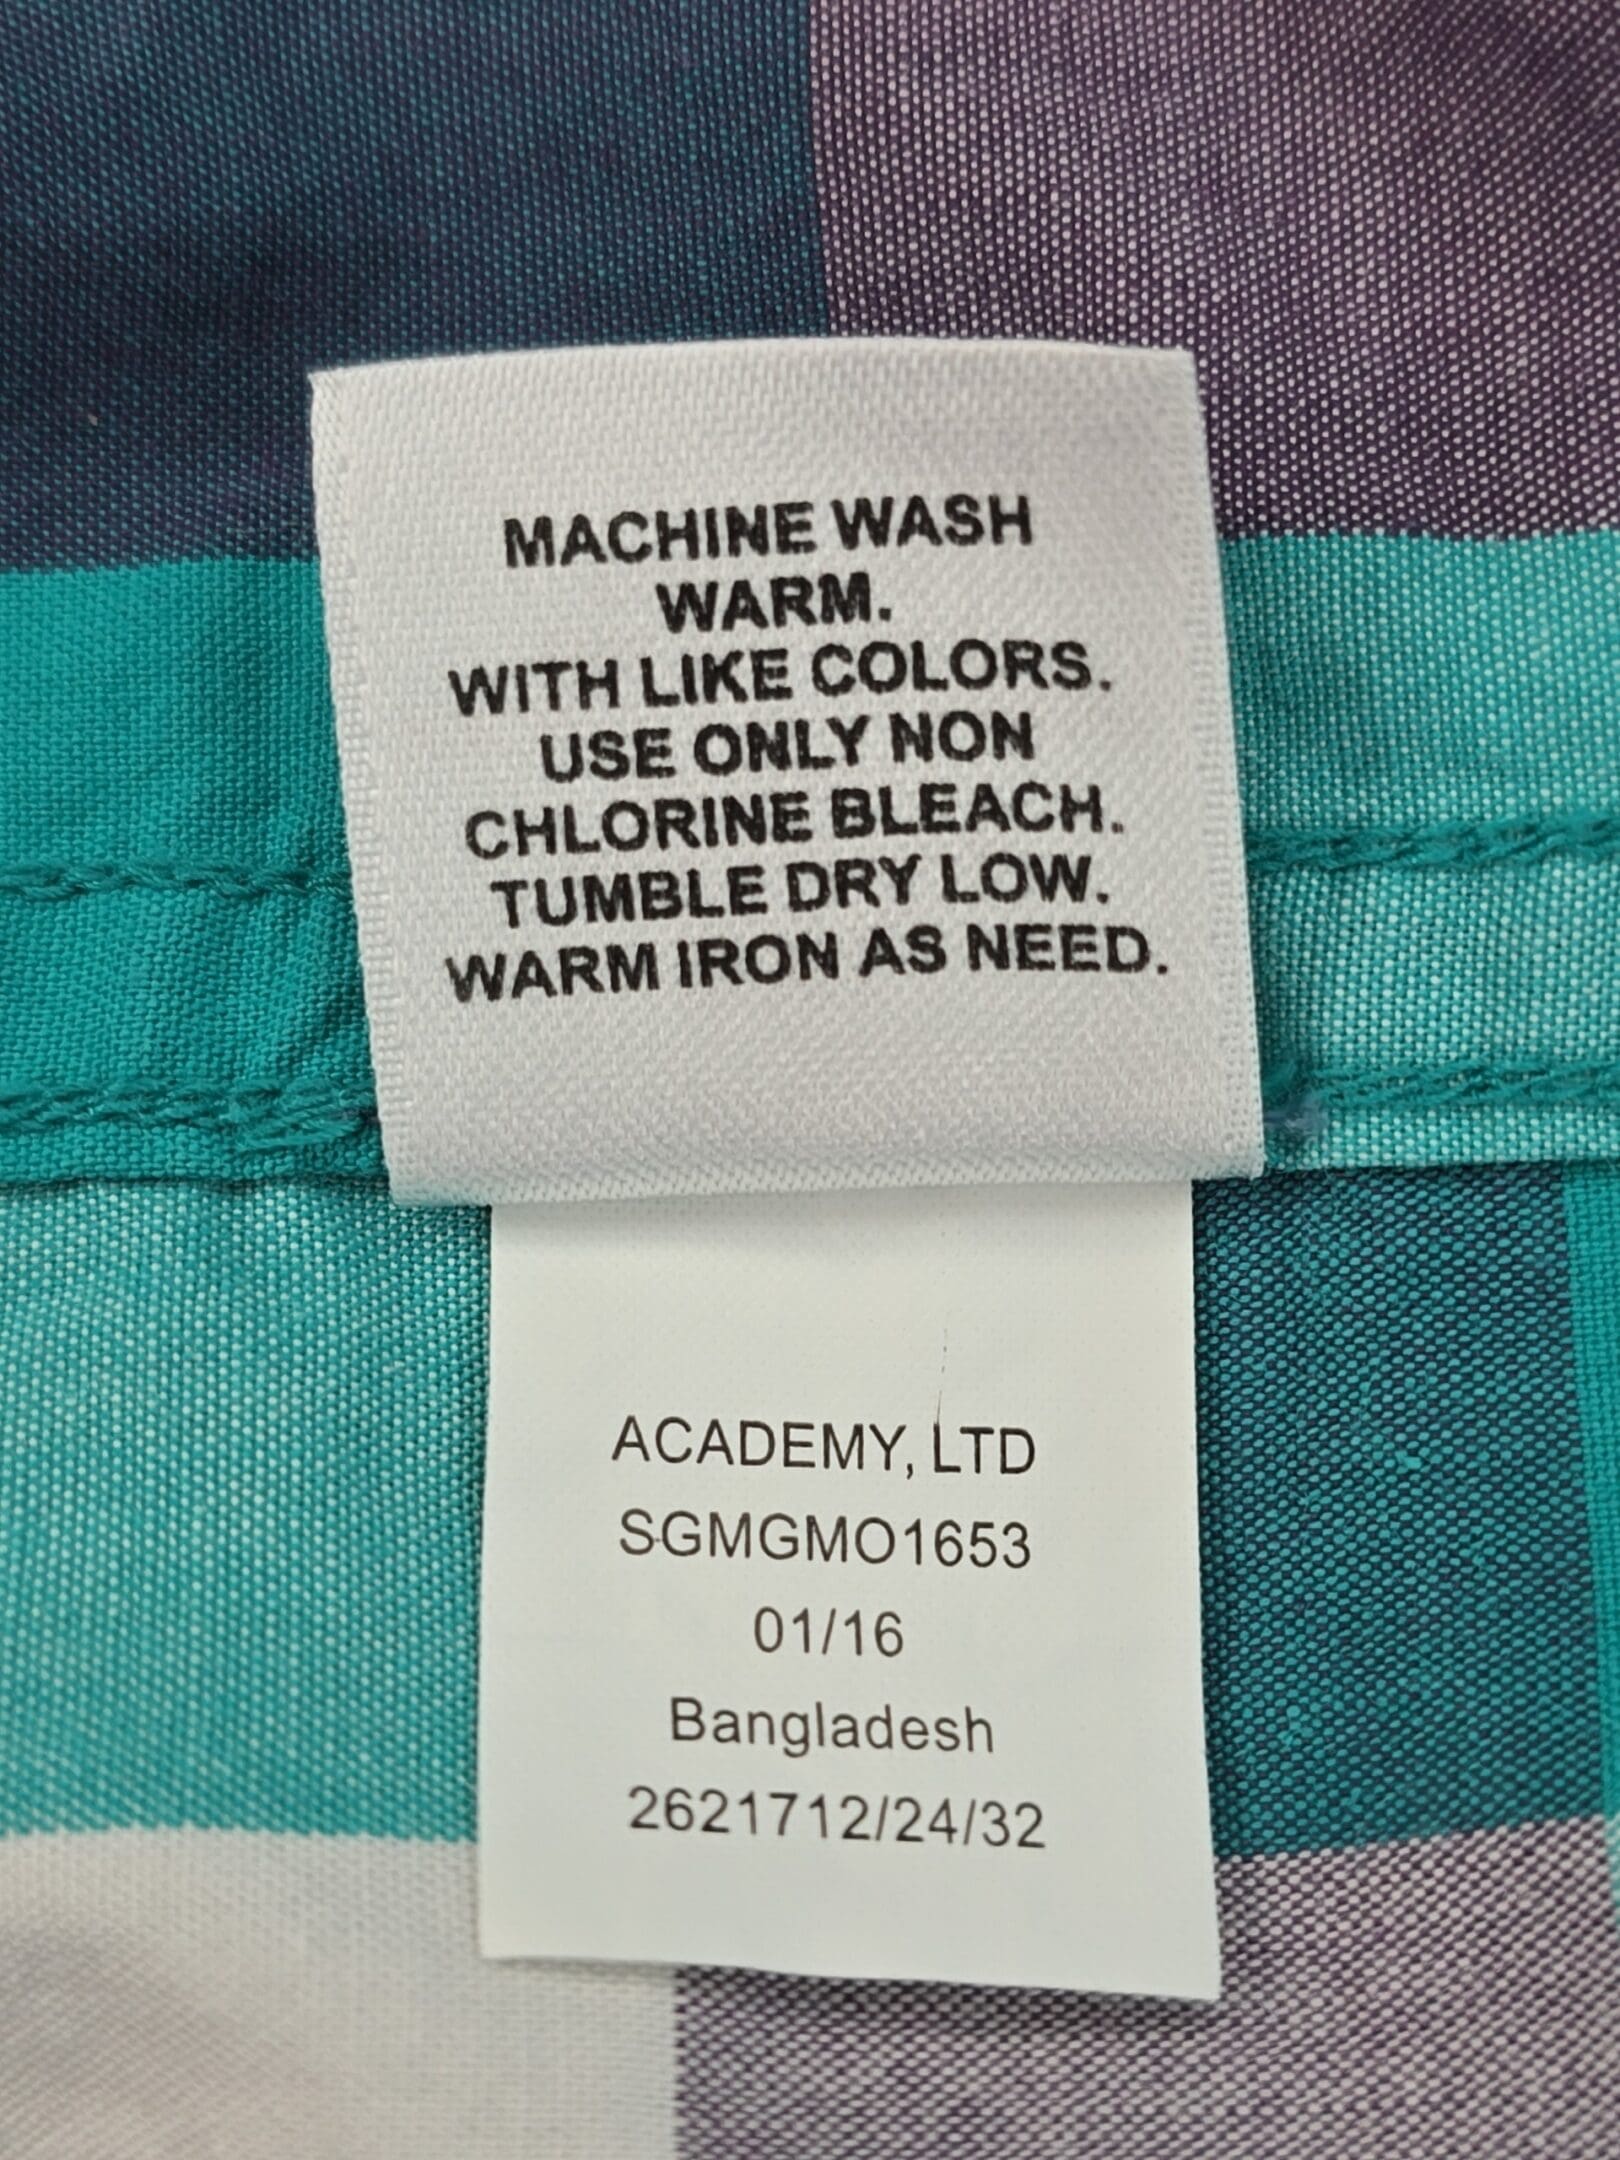 MACHINE WASH
WARM.
WITH LIKE COLORS.
USE ONLY NON
CHLORINE BLEACH.
TUMBLE DRY LOW.
WARM IRON AS NEED.
ACADEMY, LTD
SGMGMO1653
01/16
Bangladesh
2621712/24/32